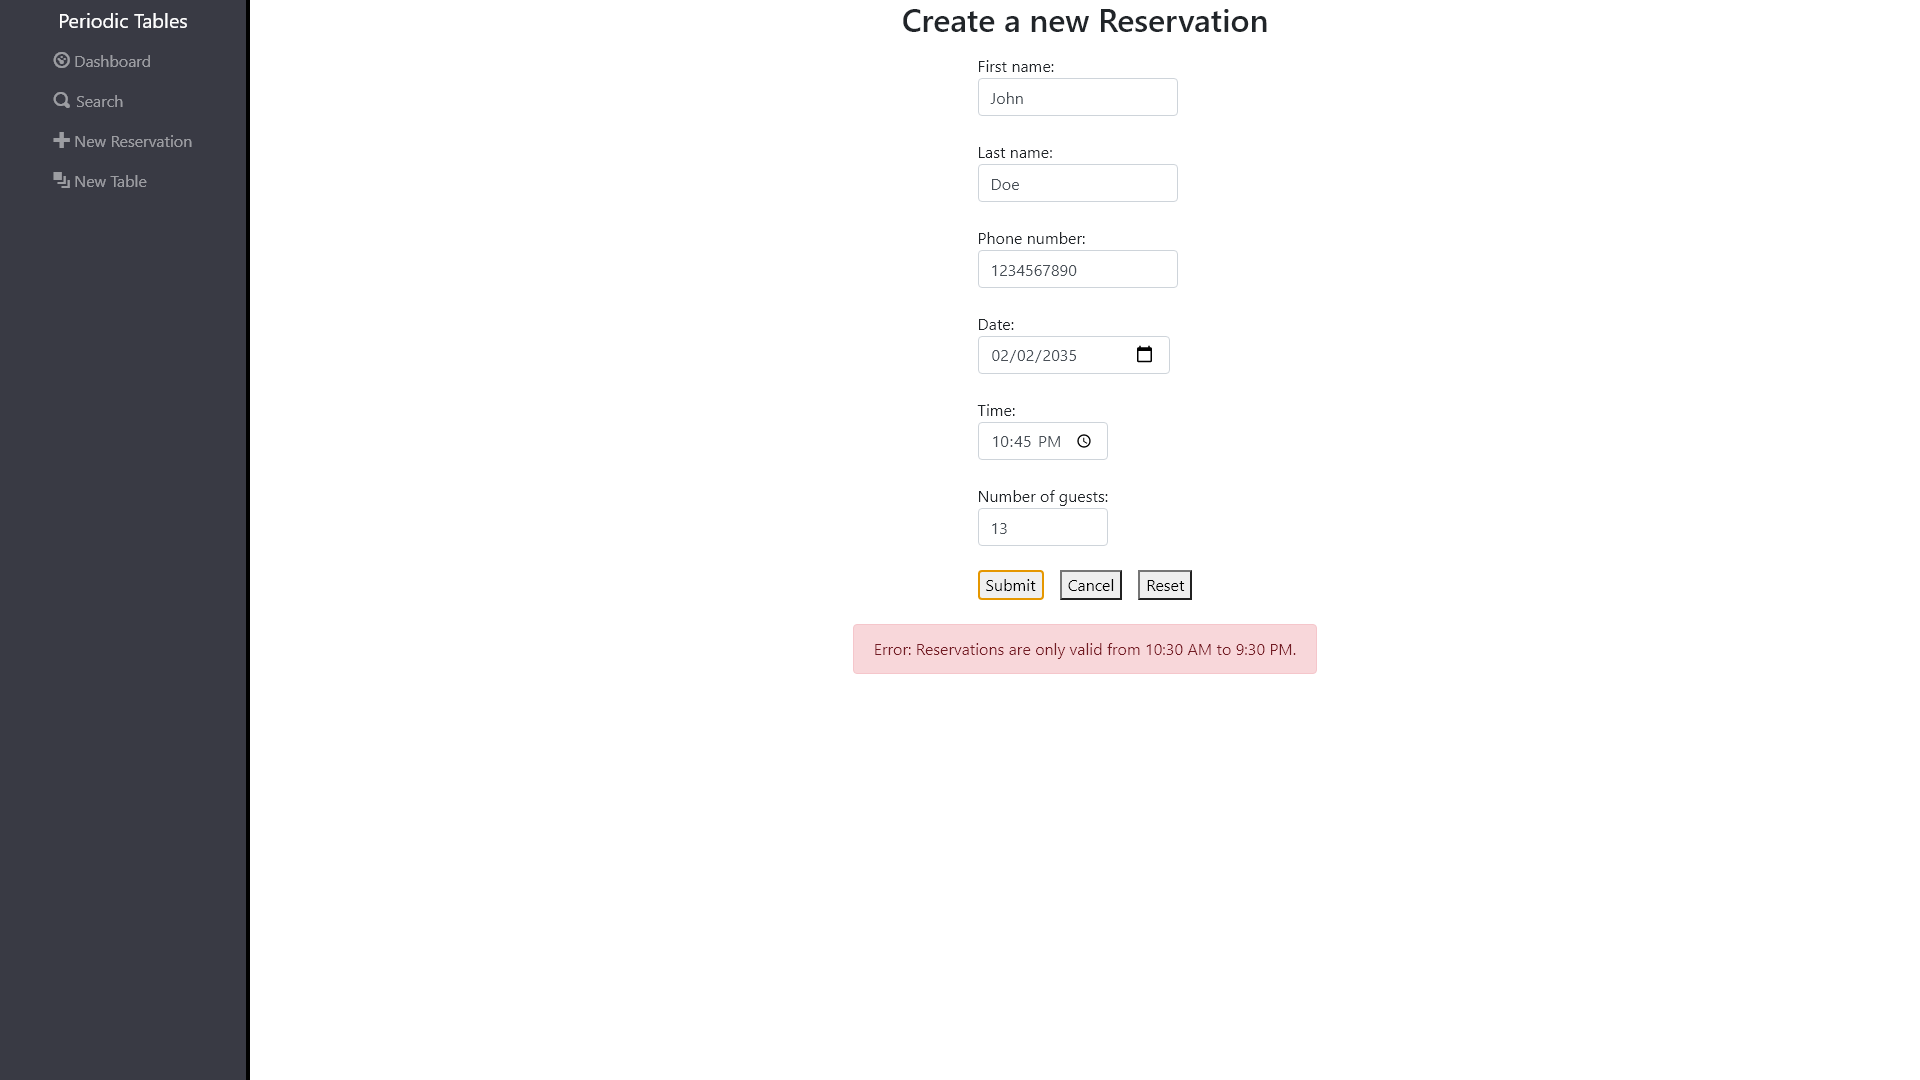 Periodic Tables
Dashboard
Search
New Reservation
New Table
Create a new Reservation
First name:
John
Last name:
Doe
Phone number:
1234567890
Date:
02/02/2035
Time:
10:45 PM
Number of guests:
13
Submit Cancel Reset
Error: Reservations are only valid from 10:30 AM to 9:30 PM.